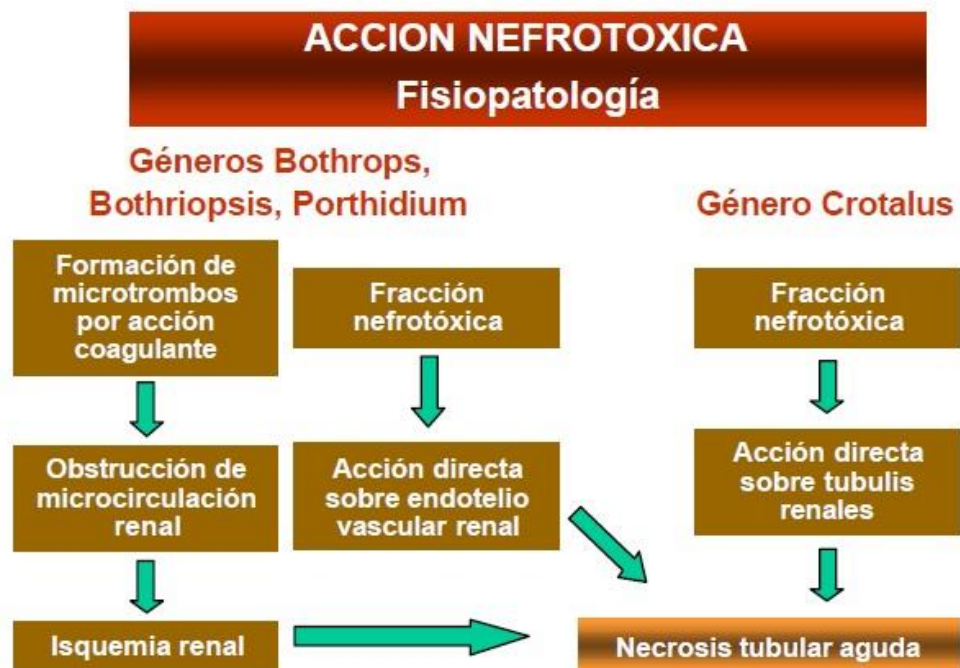 ACCION NEFROTOXICA
Fisiopatología
Géneros Bothrops,
Bothriopsis, Porthidium
Género Crotalus
Formación de
microtrombos
por acción
coagulante
Fracción
nefrotóxica
Fracción
nefrotóxica
Obstrucción de
microcirculación
renal
Acción directa
sobre endotelio
vascular renal
Acción directa
sobre tubulis
renales
Isquemia renal
Necrosis tubular aguda